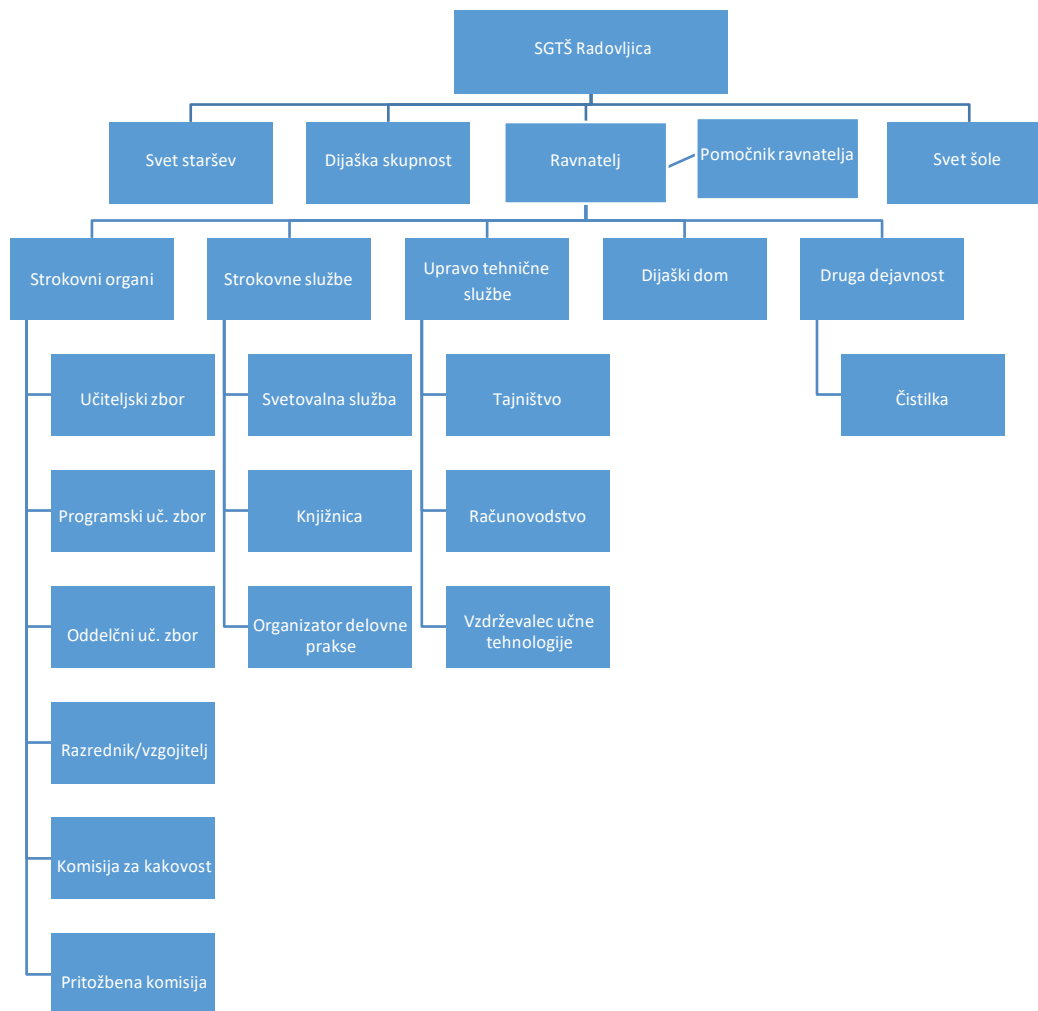 SGTŠ Radovljica
Svet staršev
Dijaška skupnost
Ravnatelj
Pomočnik ravnatelja
Svet šole
Strokovni organi
Strokovne službe
Upravo tehnične
službe
Dijaški dom
Druga dejavnost
Učiteljski zbor
Svetovalna služba
Tajništvo
Čistilka
Programski uč. zbor
Knjižnica
Računovodstvo
Oddelčni uč. zbor
Organizator delovne
prakse
Vzdrževalec učne
tehnologije
Razrednik/vzgojitelj
Komisija za kakovost
Pritožbena komisija